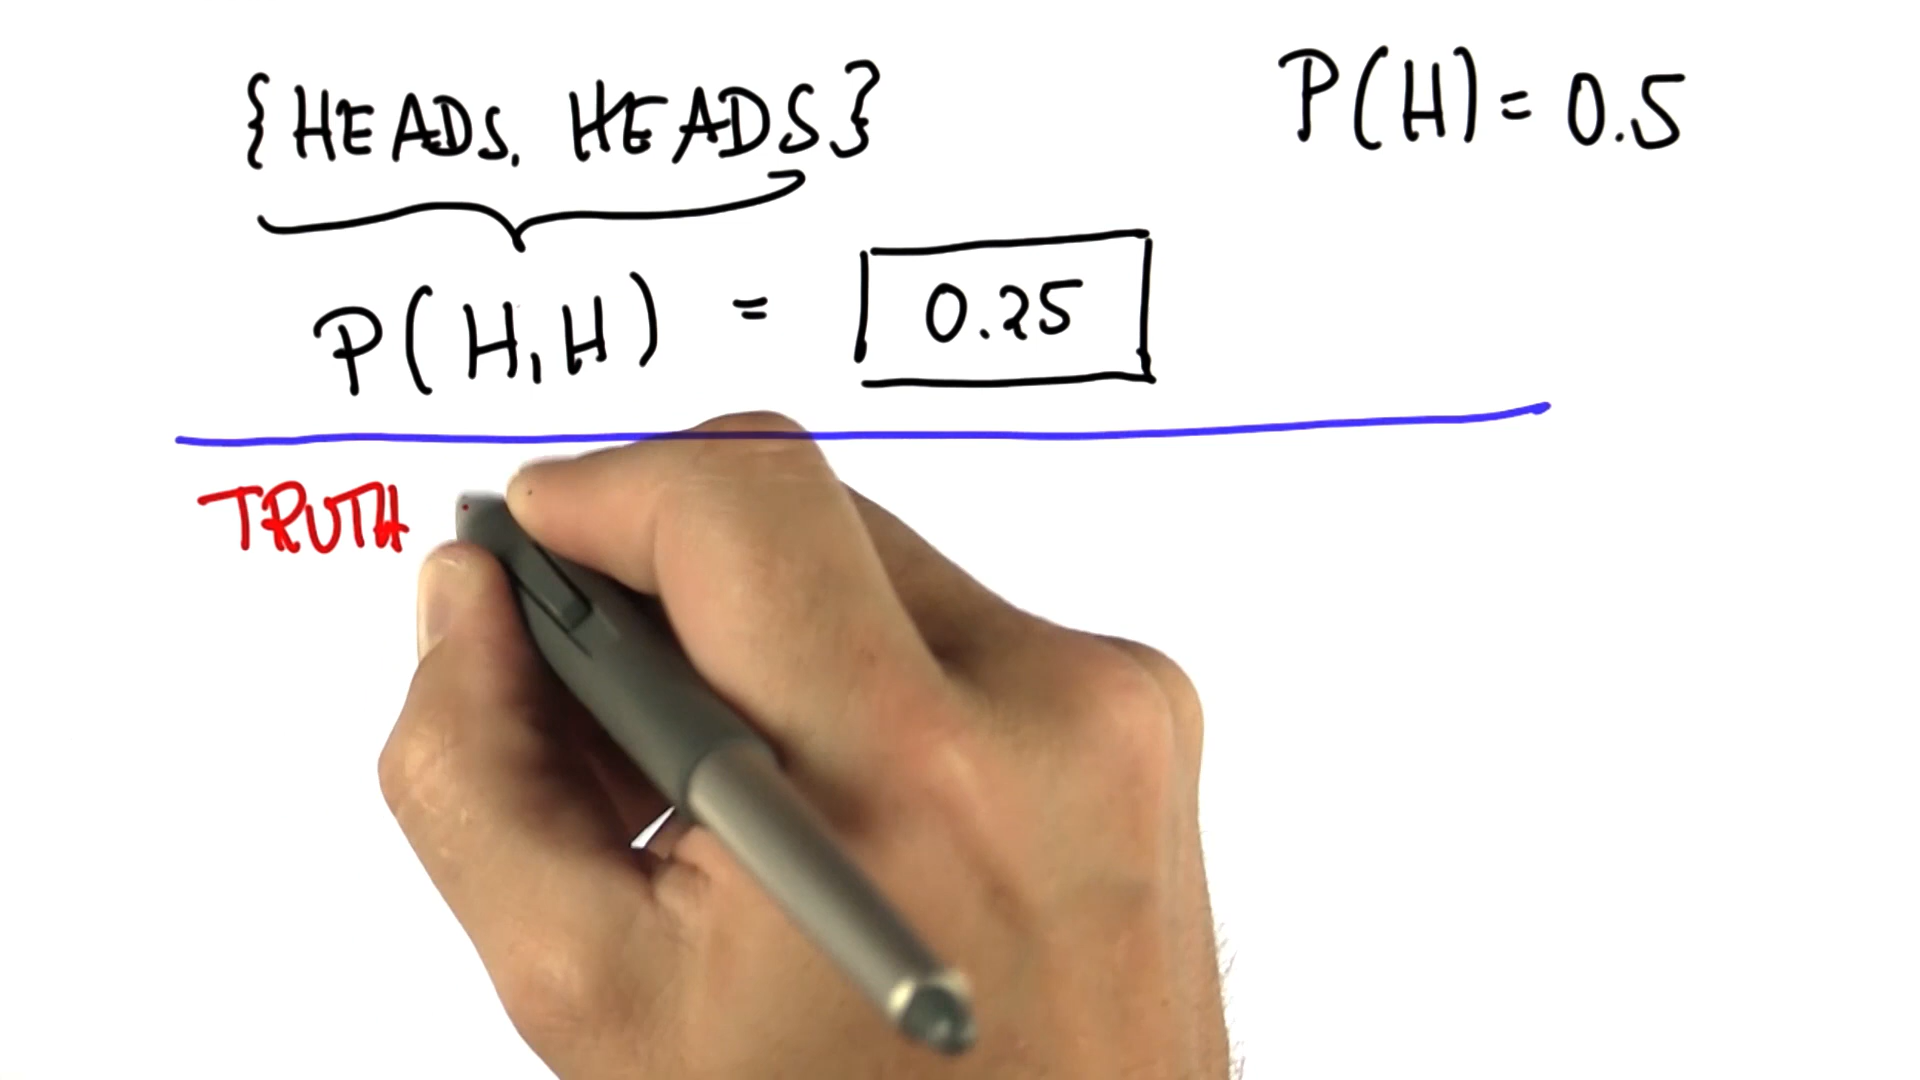 {HEADS, HEADS}
P(H) = 0.5
P(H,H) = 0.25
TRUTH